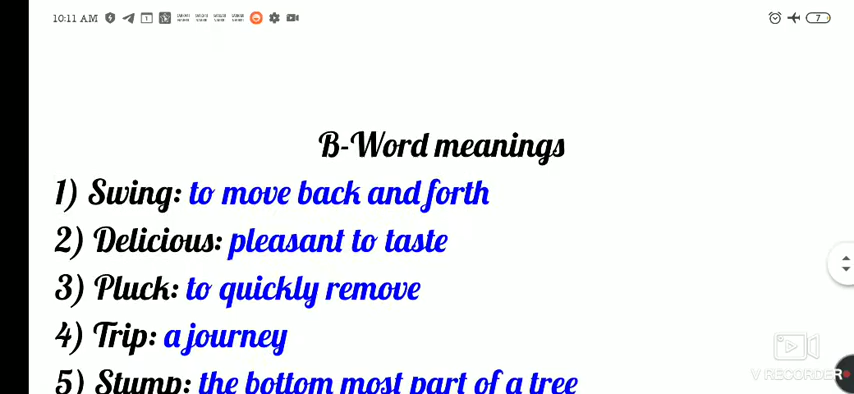 10:11 AM
7
B-Word meanings
1) Swing: to move back and forth
2) Delicious: pleasant to taste
3) Pluck: to quickly remove
4) Trip: a journey
5) Stump: the bottom most part of a tree
V RECORDER